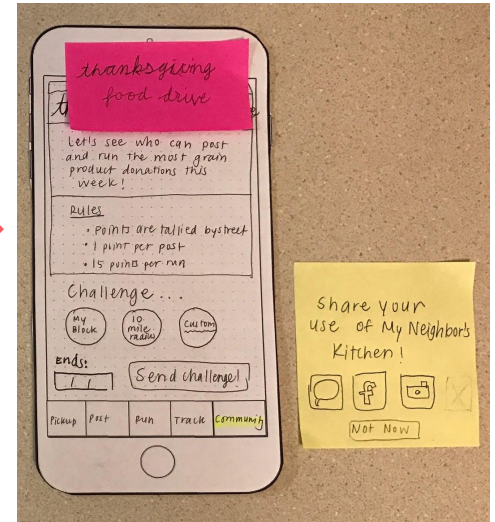 thanksgiving
food drive
Let's see who can post
and run the most grain
product donations this
week!
Rules
• Points are tallied by street
• 1 point per post
• 15 points per run
Challenge...
My
Block
10
mile
radius
Custom
Ends:
/ /
Send challenge!
Pickup Post Run Track Community
Share your
use of My Neighbor's
Kitchen!
f
Not Now